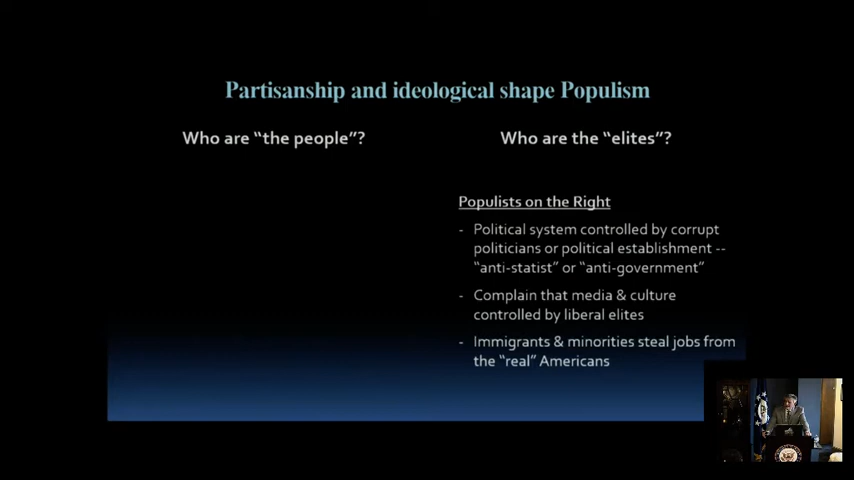 Partisanship and ideological shape Populism
Who are “the people”?
Who are the “elites”?
Populists on the Right
- Political system controlled by corrupt
politicians or political establishment --
“anti-statist” or “anti-government”
- Complain that media & culture
controlled by liberal elites
- Immigrants & minorities steal jobs from
the “real” Americans